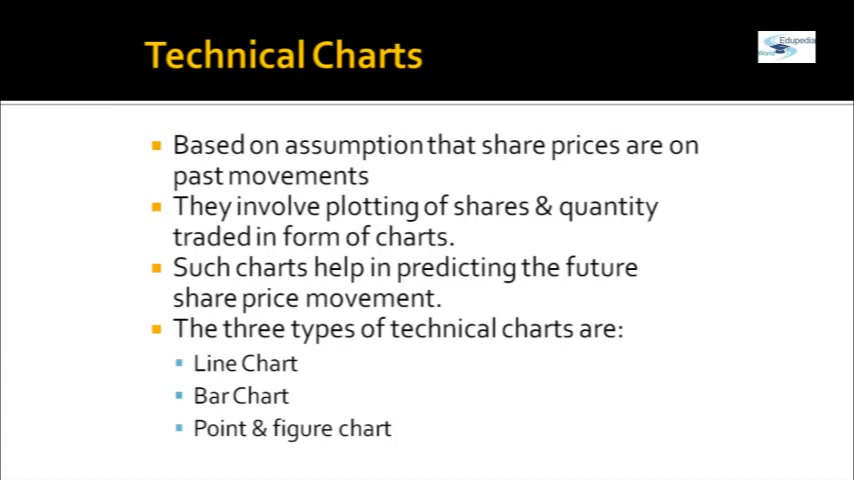 Technical Charts
Edupedia
World
Based on assumption that share prices are on
past movements
They involve plotting of shares & quantity
traded in form of charts.
Such charts help in predicting the future
share price movement.
The three types of technical charts are:
Line Chart
Bar Chart
Point & figure chart